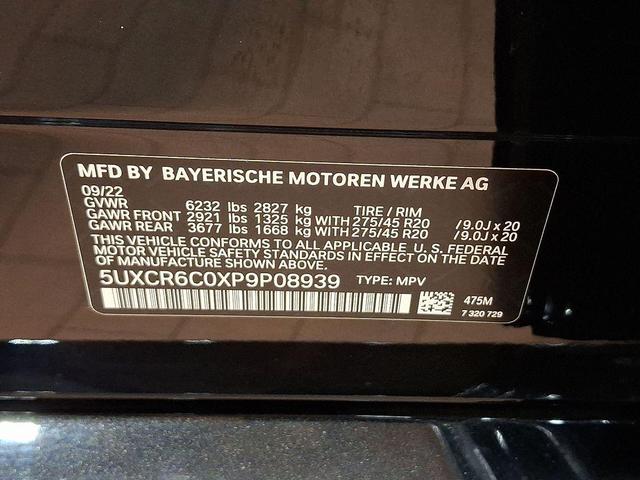 MFD BY BAYERISCHE MOTOREN WERKE AG
09/22
GVWR 6232 lbs 2827 kg TIRE / RIM
GAWR FRONT 2921 lbs 1325 kg WITH 275/45 R20 /9.0J x 20
GAWR REAR 3677 lbs 1668 kg WITH 275/45 R20 /9.0J x 20
THIS VEHICLE CONFORMS TO ALL APPLICABLE U.S. FEDERAL
MOTOR VEHICLE SAFETY STANDARDS IN EFFECT ON THE DATE
OF MANUFACTURE SHOWN ABOVE.
5UXCR6C0XP9P08939 TYPE: MPV
475M
7 320 729